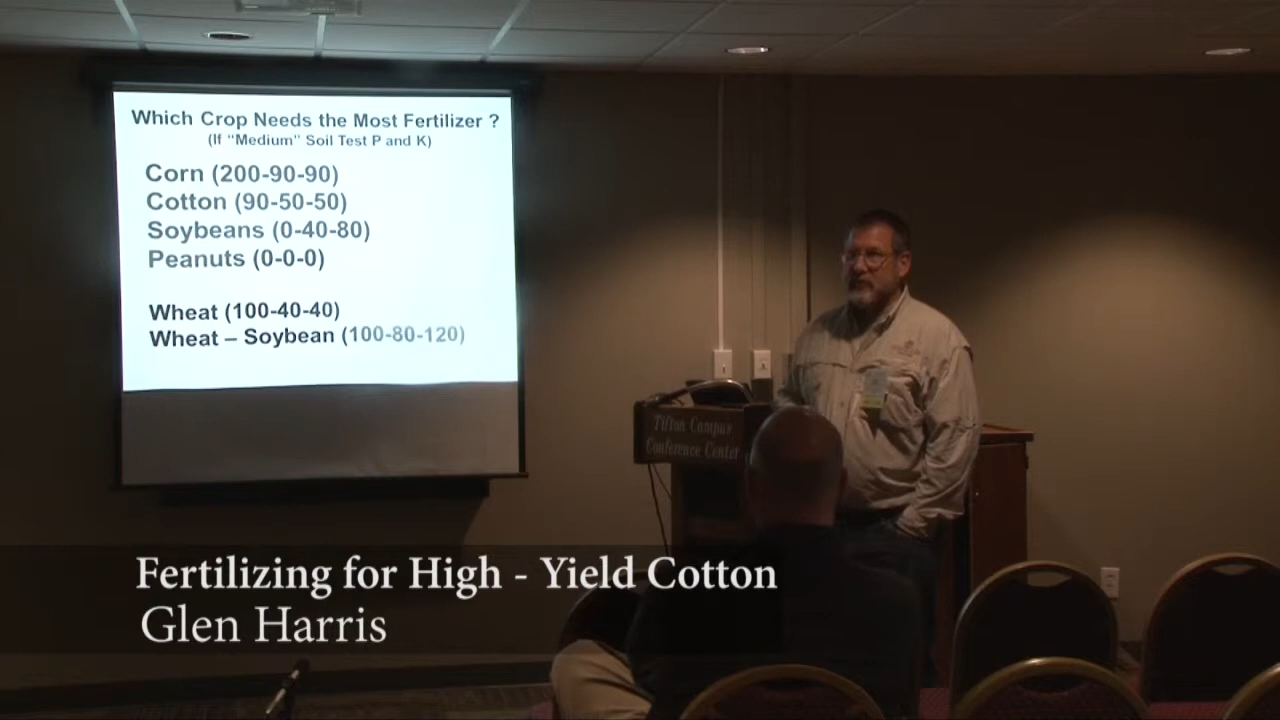 Which Crop Needs the Most Fertilizer ?
(If “Medium” Soil Test P and K)
Corn (200-90-90)
Cotton (90-50-50)
Soybeans (0-40-80)
Peanuts (0-0-0)
Wheat (100-40-40)
Wheat – Soybean (100-80-120)
Tifton Campus
Conference Center
Fertilizing for High - Yield Cotton
Glen Harris